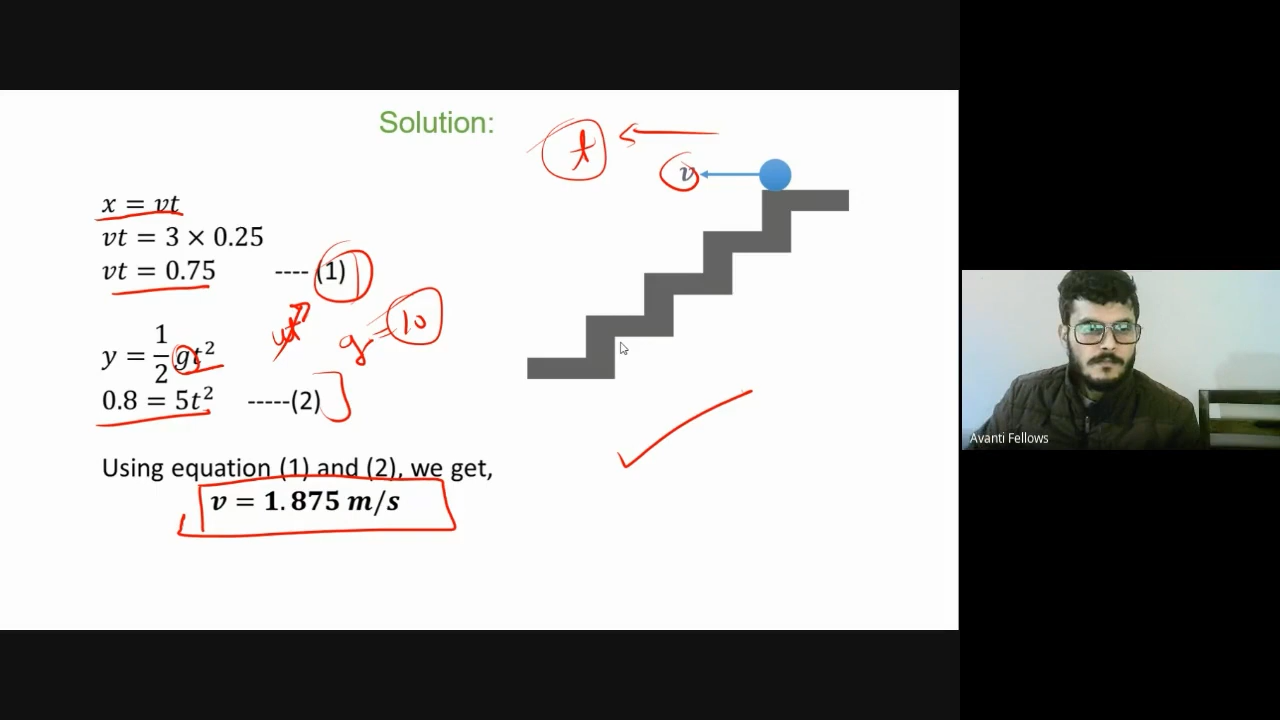 Solution:
t
v
x = vt
vt = 3 × 0.25
vt = 0.75 ---- (1)
g = 10
y = 1/2 gt²
0.8 = 5t² -----(2)
Using equation (1) and (2), we get,
v = 1.875 m/s
Avanti Fellows